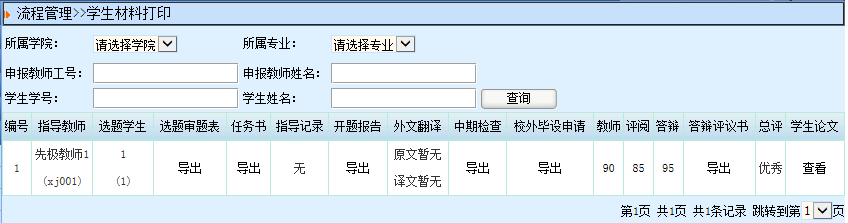 流程管理>>学生材料打印
所属学院： 请选择学院 所属专业： 请选择专业
申报教师工号： 申报教师姓名：
学生学号： 学生姓名： 查询
编号 指导教师 选题学生 选题审题表 任务书 指导记录 开题报告 外文翻译 中期检查 校外毕设申请 教师 评阅 答辩 答辩评议书 总评 学生论文
先极教师1 1 原文暂无
1 导出 导出 无 导出 导出 导出 90 85 95 导出 优秀 查看
(xj001) (1) 译文暂无
第1页 共1页 共1条记录 跳转到第 1 页